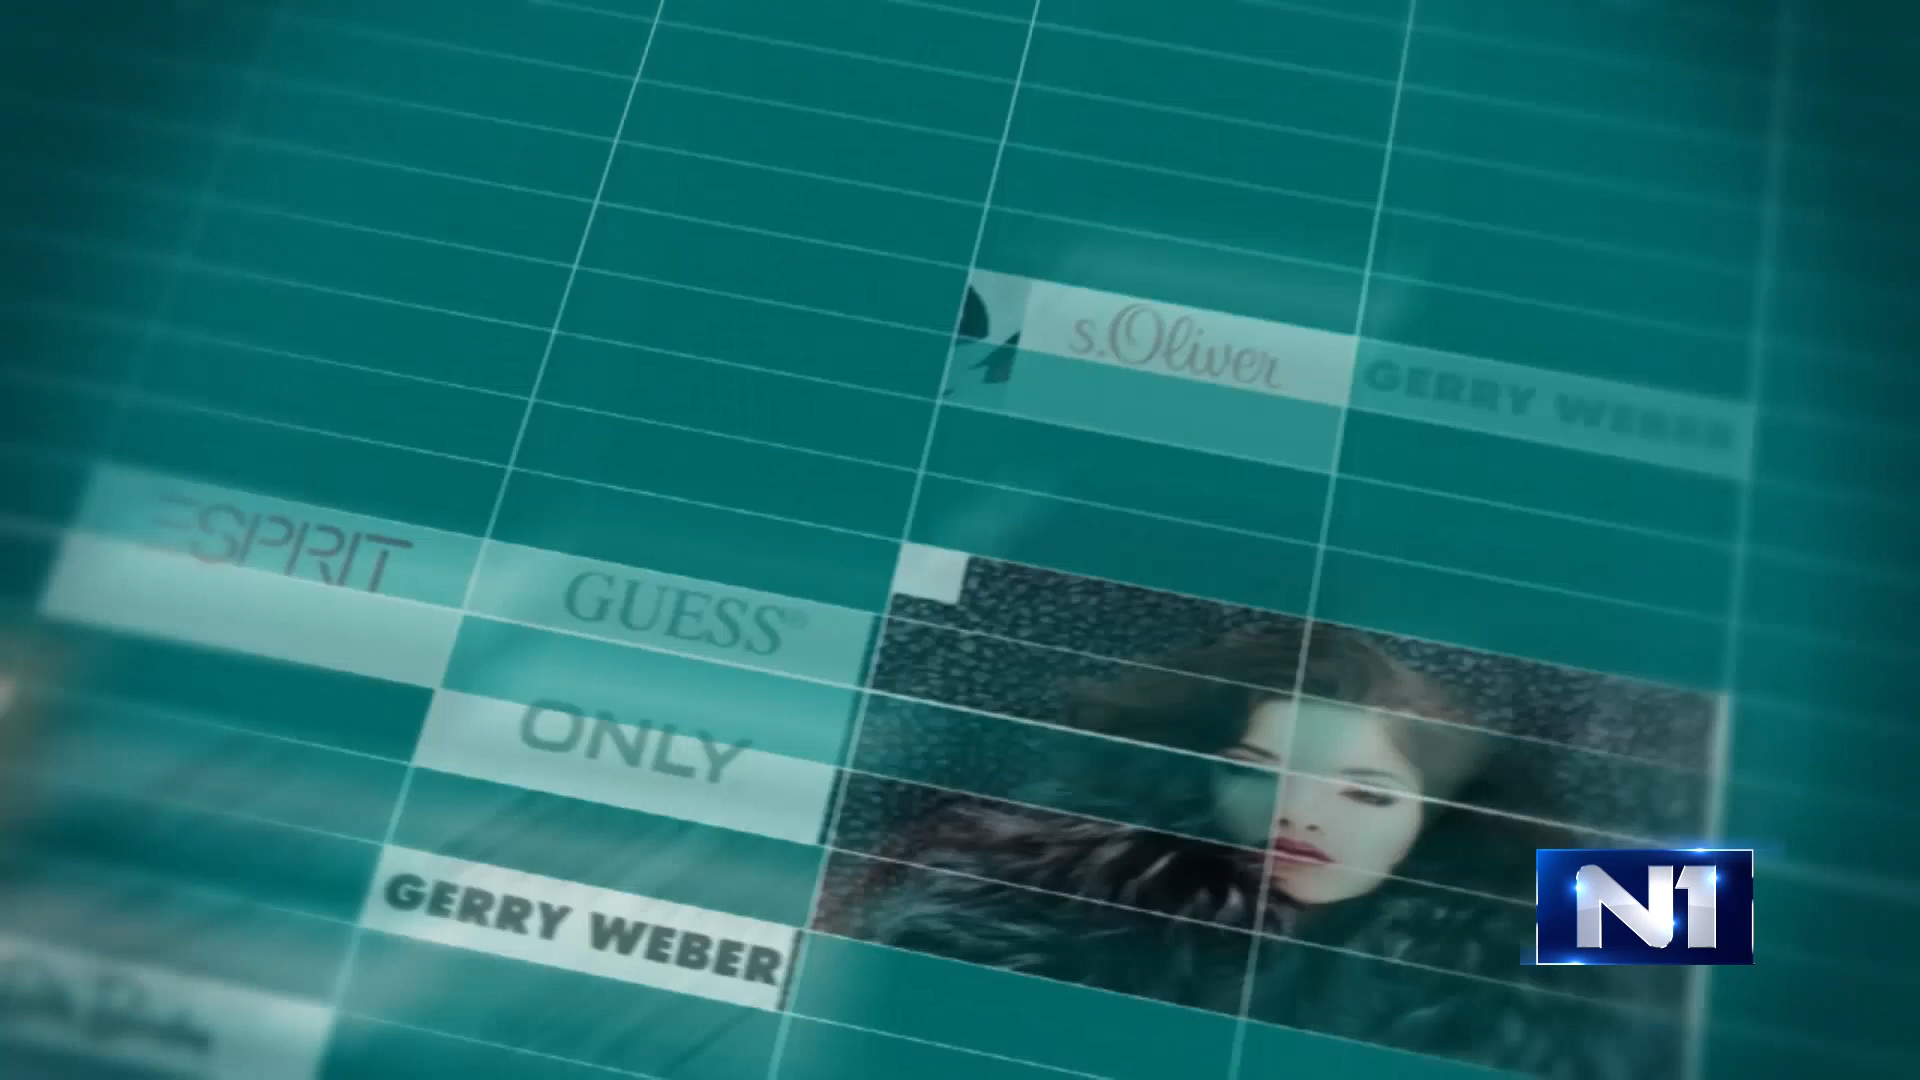 s.Oliver
GERRY WEBER
ESPRIT
GUESS®
ONLY
GERRY WEBER
N1